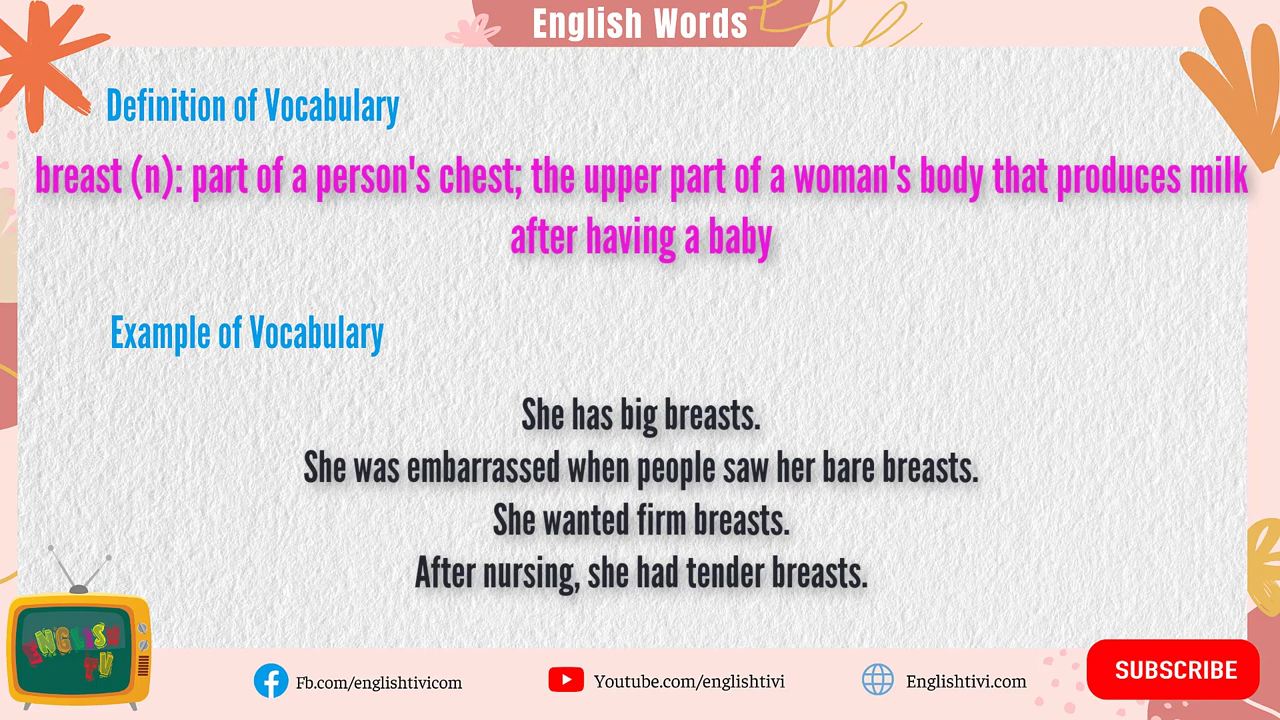 English Words
Definition of Vocabulary
breast (n): part of a person's chest; the upper part of a woman's body that produces milk
after having a baby
Example of Vocabulary
She has big breasts.
She was embarrassed when people saw her bare breasts.
She wanted firm breasts.
After nursing, she had tender breasts.
ENGLISH
TV
Fb.com/englishtivicom
Youtube.com/englishtivi
Englishtivi.com
SUBSCRIBE